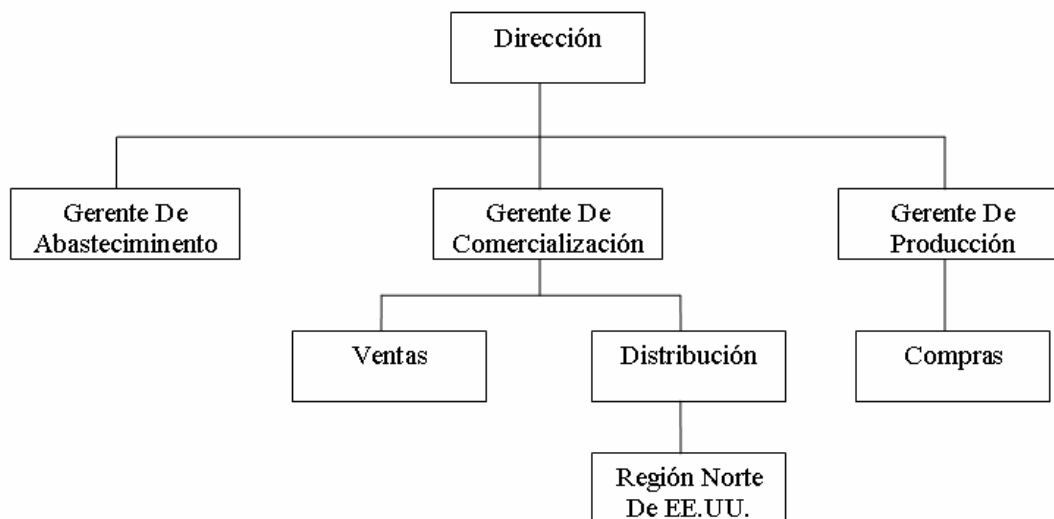 Dirección
Gerente De
Abasteciminento
Gerente De
Comercialización
Gerente De
Producción
Ventas
Distribución
Compras
Región Norte
De EE.UU.